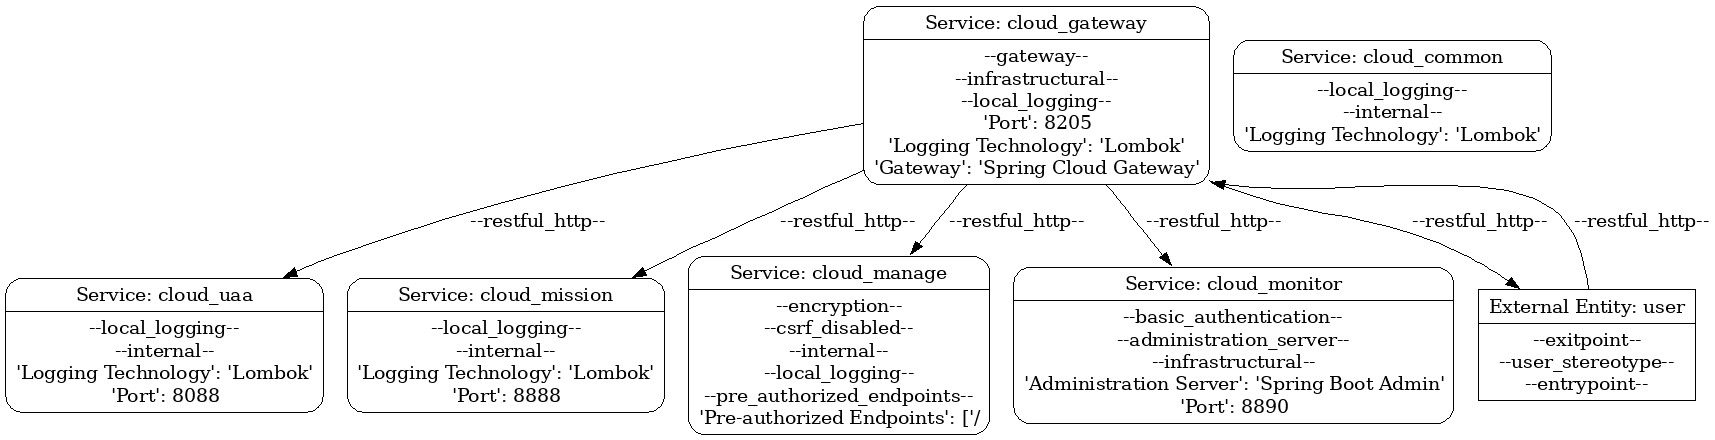 Service: cloud_gateway
--gateway--
--infrastructural--
--local_logging--
'Port': 8205
'Logging Technology': 'Lombok'
'Gateway': 'Spring Cloud Gateway'
Service: cloud_common
--local_logging--
--internal--
'Logging Technology': 'Lombok'
--restful_http--
--restful_http--
--restful_http--
--restful_http--
--restful_http--
--restful_http--
Service: cloud_uaa
--local_logging--
--internal--
'Logging Technology': 'Lombok'
'Port': 8088
Service: cloud_mission
--local_logging--
--internal--
'Logging Technology': 'Lombok'
'Port': 8888
Service: cloud_manage
--encryption--
--csrf_disabled--
--internal--
--local_logging--
--pre_authorized_endpoints--
'Pre-authorized Endpoints': ['/
Service: cloud_monitor
--basic_authentication--
--administration_server--
--infrastructural--
'Administration Server': 'Spring Boot Admin'
'Port': 8890
External Entity: user
--exitpoint--
--user_stereotype--
--entrypoint--